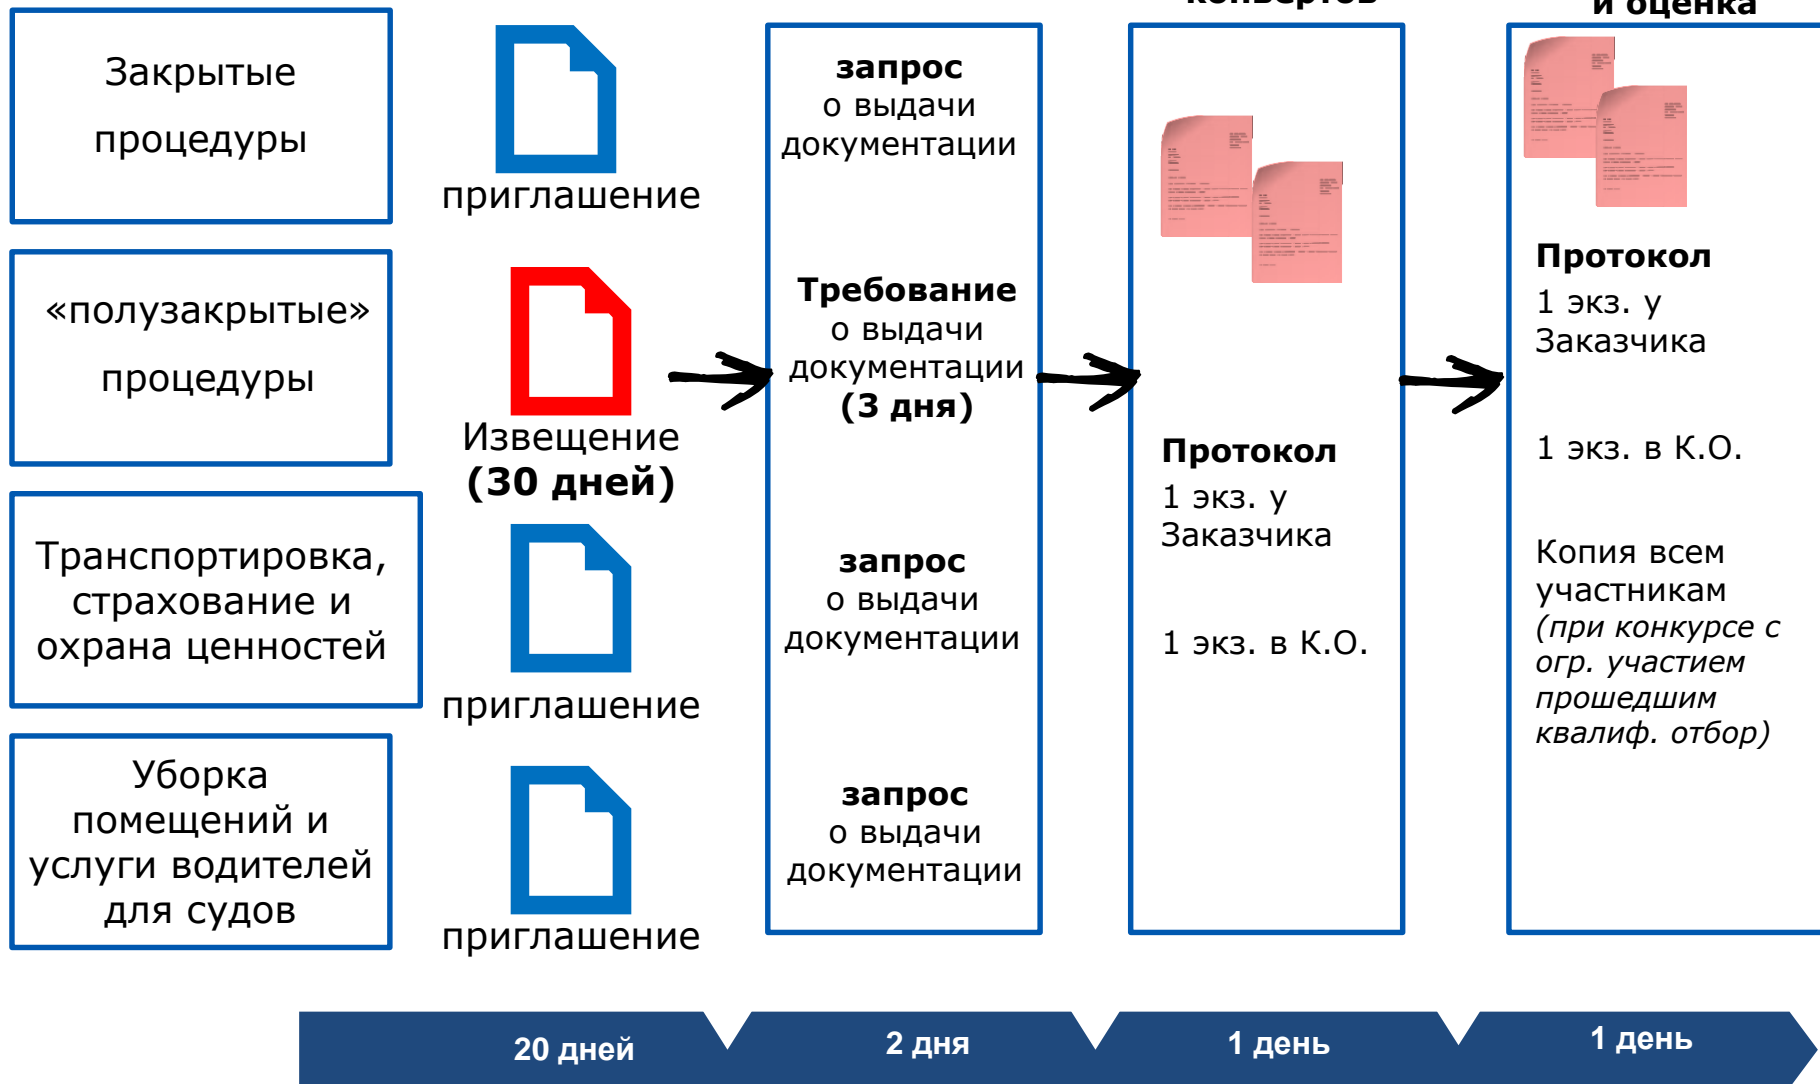 конвертов
и оценка
Закрытые
процедуры
приглашение
запрос
о выдачи
документации
«полузакрытые»
процедуры
Извещение
(30 дней)
Требование
о выдачи
документации
(3 дня)
Транспортировка,
страхование и
охрана ценностей
приглашение
запрос
о выдачи
документации
Уборка
помещений и
услуги водителей
для судов
приглашение
запрос
о выдачи
документации
Протокол
1 экз. у
Заказчика
1 экз. в К.О.
Протокол
1 экз. у
Заказчика
1 экз. в К.О.
Копия всем
участникам
(при конкурсе с
огр. участием
прошедшим
квалиф. отбор)
20 дней
2 дня
1 день
1 день